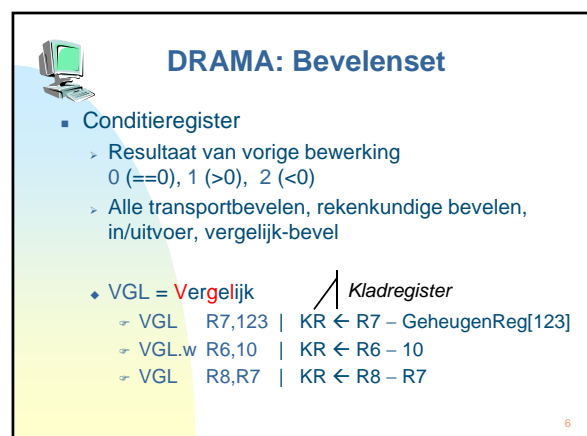 DRAMA: Bevelenset
Conditieregister
Resultaat van vorige bewerking
0 (==0), 1 (>0), 2 (<0)
Alle transportbevelen, rekenkundige bevelen,
in/uitvoer, vergelijk-bevel
VGL = Vergelijk
Kladregister
VGL R7,123 | KR ← R7 – GeheugenReg[123]
VGL.w R6,10 | KR ← R6 – 10
VGL R8,R7 | KR ← R8 – R7
6